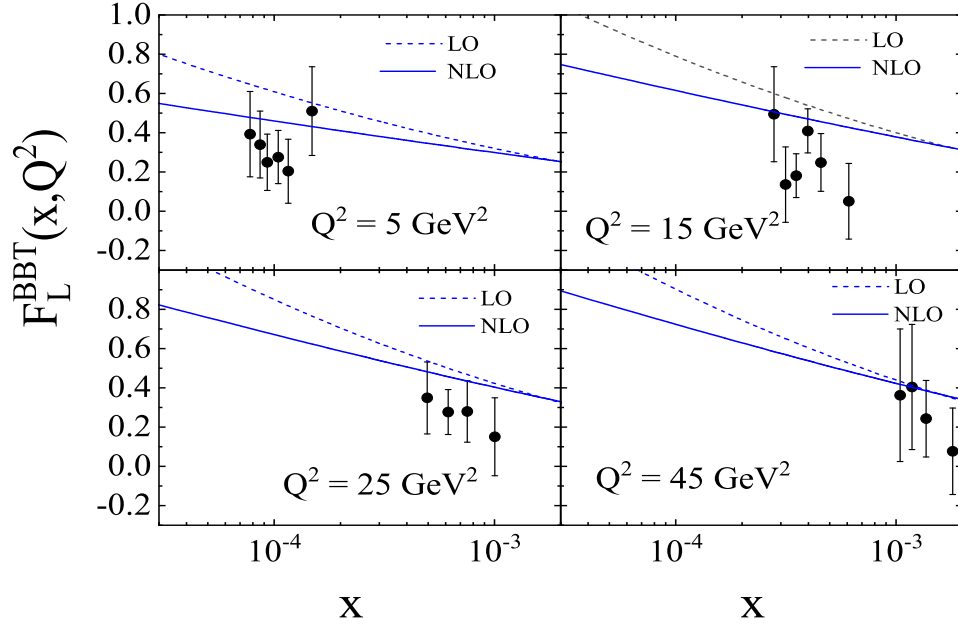 F_L^BBT(x,Q²)
1.0
0.8
0.6
0.4
0.2
0.0
-0.2
LO
NLO
Q² = 5 GeV²
LO
NLO
Q² = 15 GeV²
0.8
0.6
0.4
0.2
0.0
-0.2
LO
NLO
Q² = 25 GeV²
LO
NLO
Q² = 45 GeV²
10⁻⁴ 10⁻³ 10⁻⁴ 10⁻³
x x